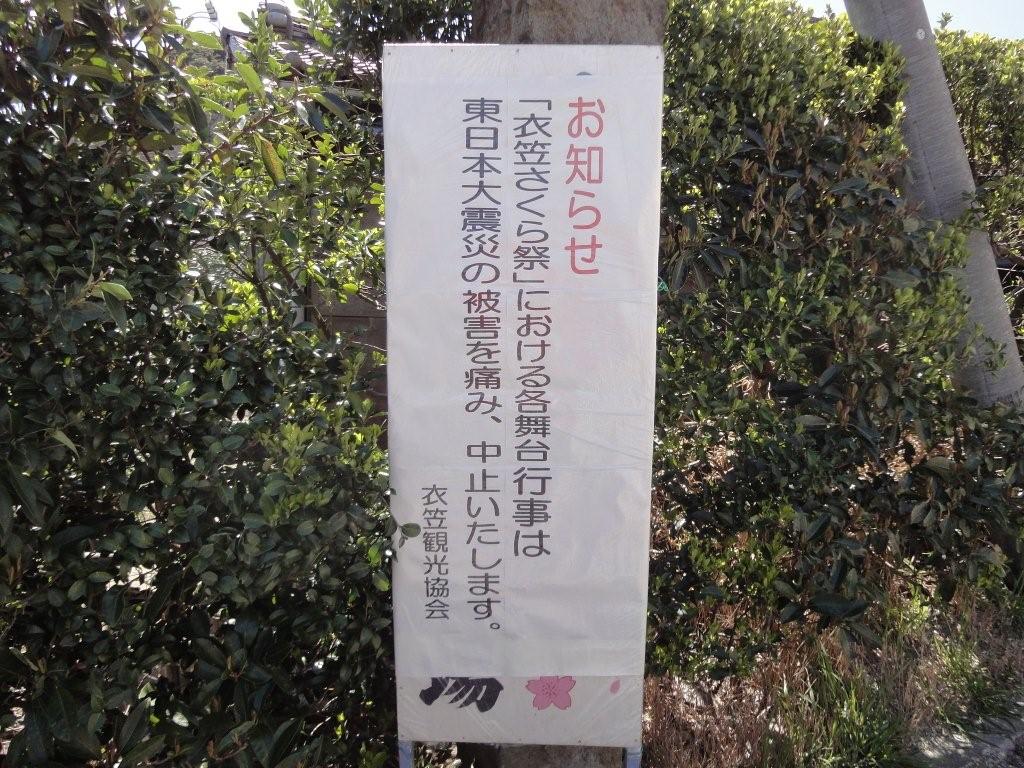 お知らせ
「衣笠さくら祭」における各舞台行事は
東日本大震災の被害を痛み、中止いたします。
衣笠観光協会